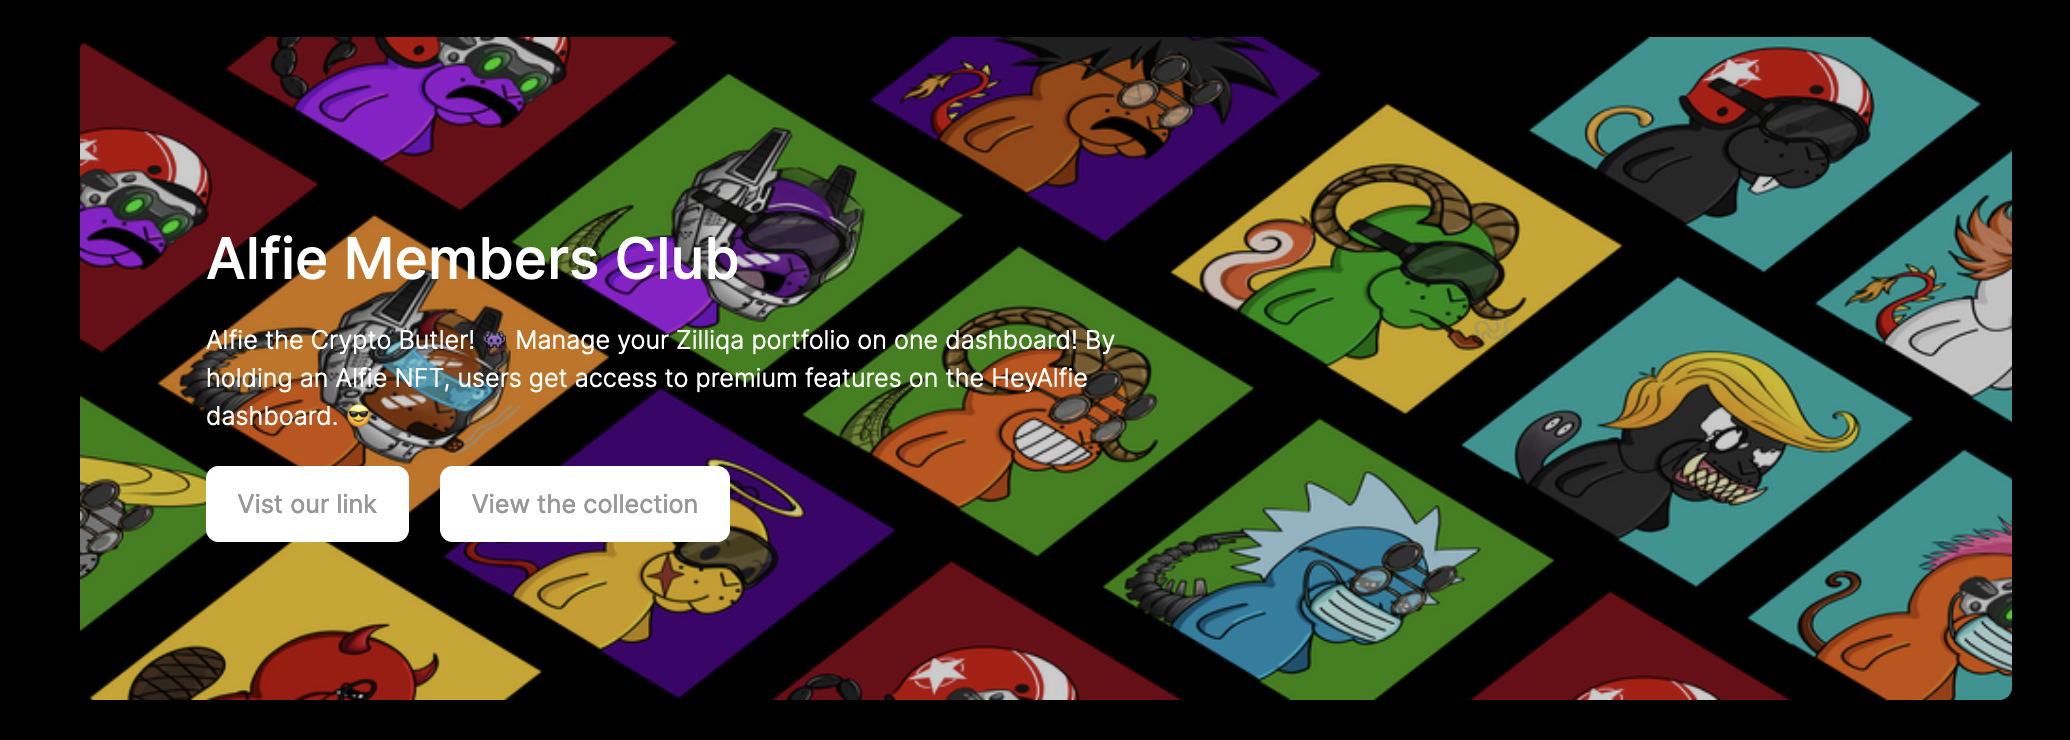 Alfie Members Club
Alfie the Crypto Butler! 👾 Manage your Zilliqa portfolio on one dashboard! By
holding an Alfie NFT, users get access to premium features on the HeyAlfie
dashboard. 😎
Vist our link
View the collection